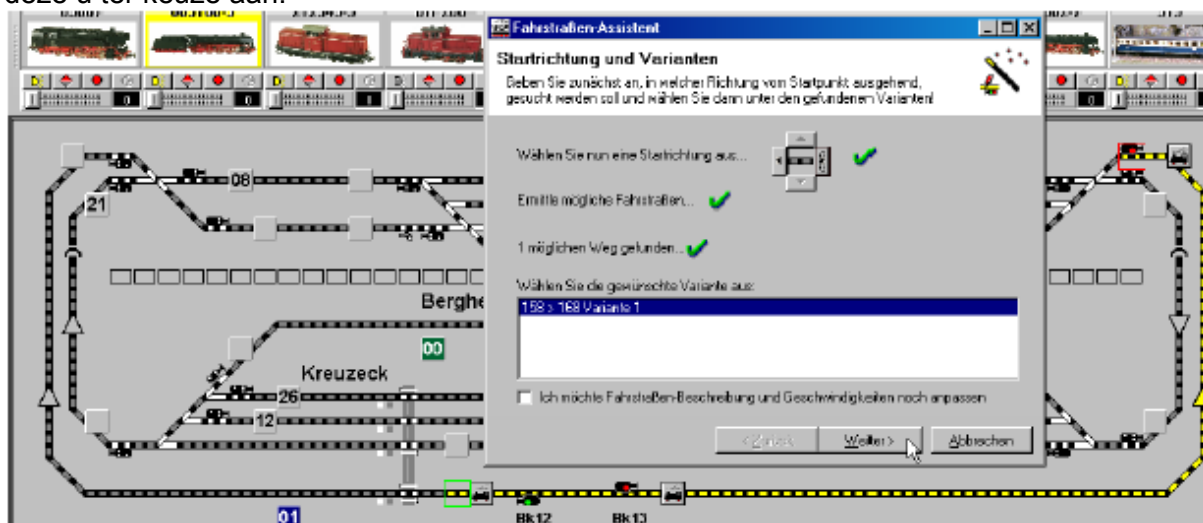 Fahrstraßen-Assistent
Startrichtung und Varianten
Geben Sie zunächst an, in welcher Richtung vom Startpunkt ausgehend,
gesucht werden soll und wählen Sie dann unter den gefundenen Varianten!
Wählen Sie nun eine Startrichtung aus...
Ermittle mögliche Fahrstraßen...
1 möglichen Weg gefunden...
Wählen Sie die gewünschte Variante aus:
158 > 168 Variante 1
Ich möchte Fahrstraßen-Beschreibung und Geschwindigkeiten noch anpassen
< Zurück
Weiter >
Abbrechen
08
21
Berghe
00
Kreuzeck
26
12
01
Bk12
Bk13